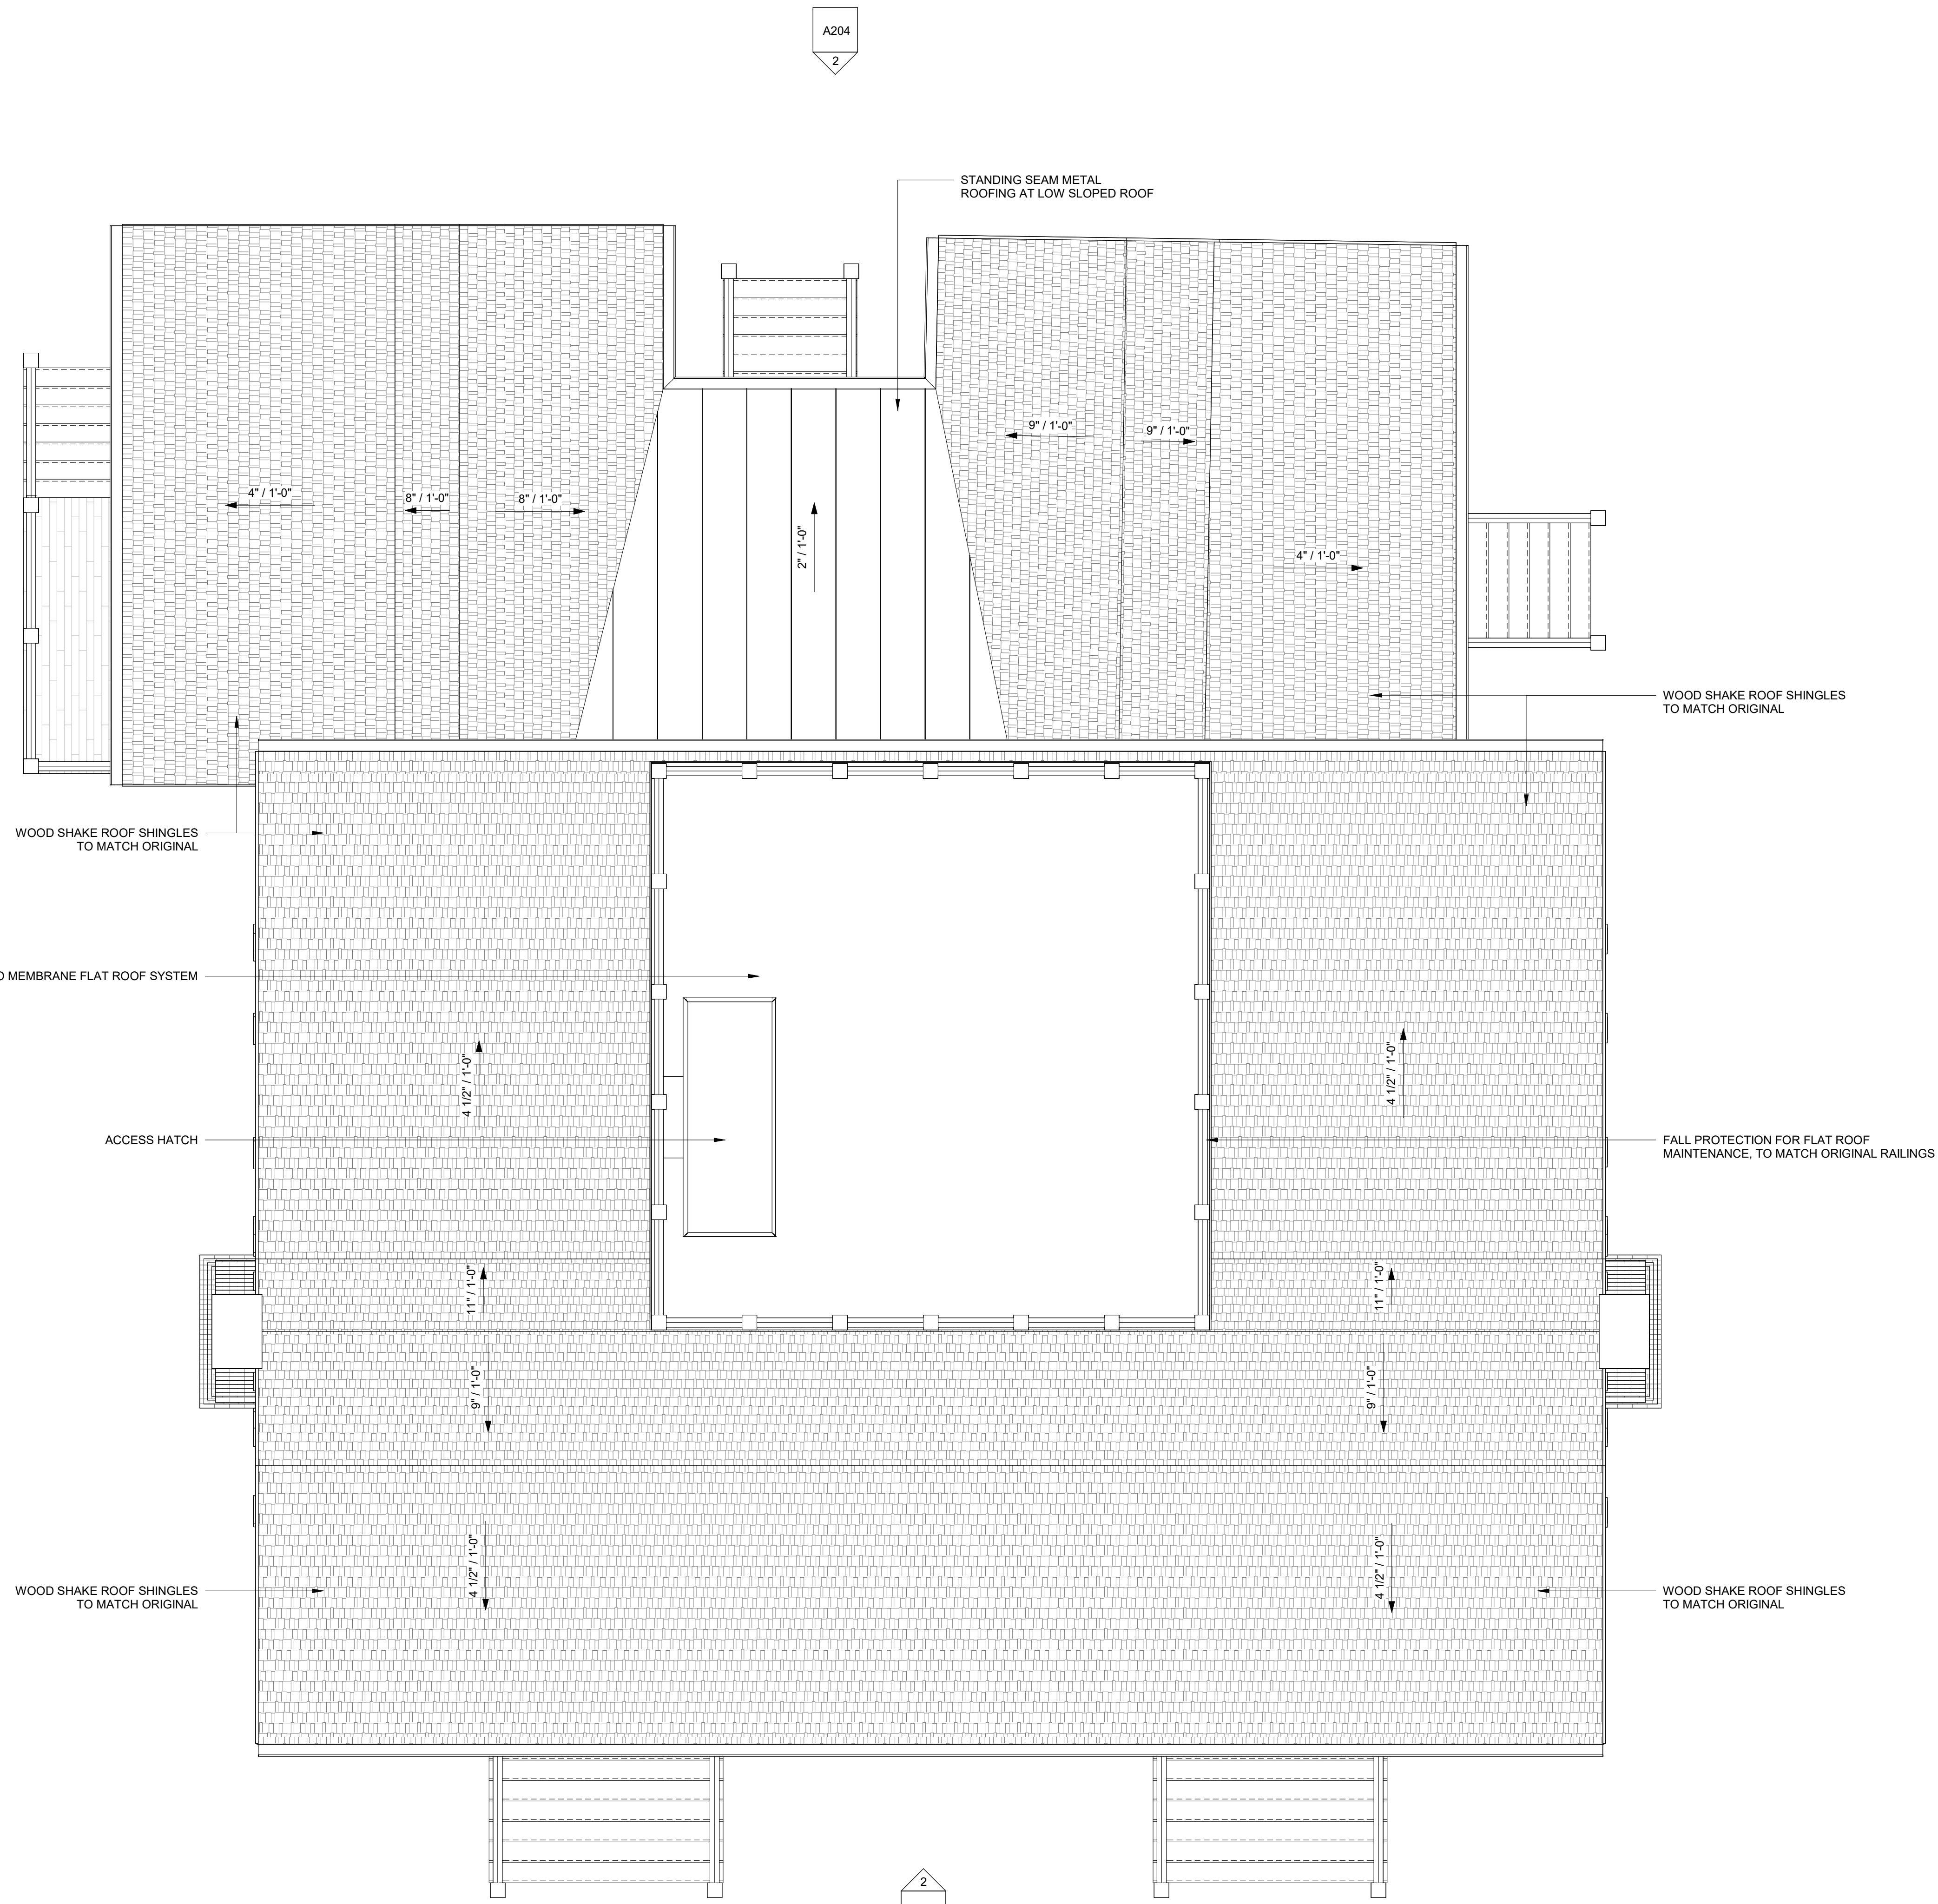 A204
2
STANDING SEAM METAL
ROOFING AT LOW SLOPED ROOF
9" / 1'-0"
9" / 1'-0"
4" / 1'-0"
8" / 1'-0"
8" / 1'-0"
2" / 1'-0"
4" / 1'-0"
WOOD SHAKE ROOF SHINGLES
TO MATCH ORIGINAL
WOOD SHAKE ROOF SHINGLES
TO MATCH ORIGINAL
MEMBRANE FLAT ROOF SYSTEM
4 1/2" / 1'-0"
4 1/2" / 1'-0"
ACCESS HATCH
FALL PROTECTION FOR FLAT ROOF
MAINTENANCE, TO MATCH ORIGINAL RAILINGS
11" / 1'-0"
11" / 1'-0"
9" / 1'-0"
9" / 1'-0"
4 1/2" / 1'-0"
4 1/2" / 1'-0"
WOOD SHAKE ROOF SHINGLES
TO MATCH ORIGINAL
WOOD SHAKE ROOF SHINGLES
TO MATCH ORIGINAL
2